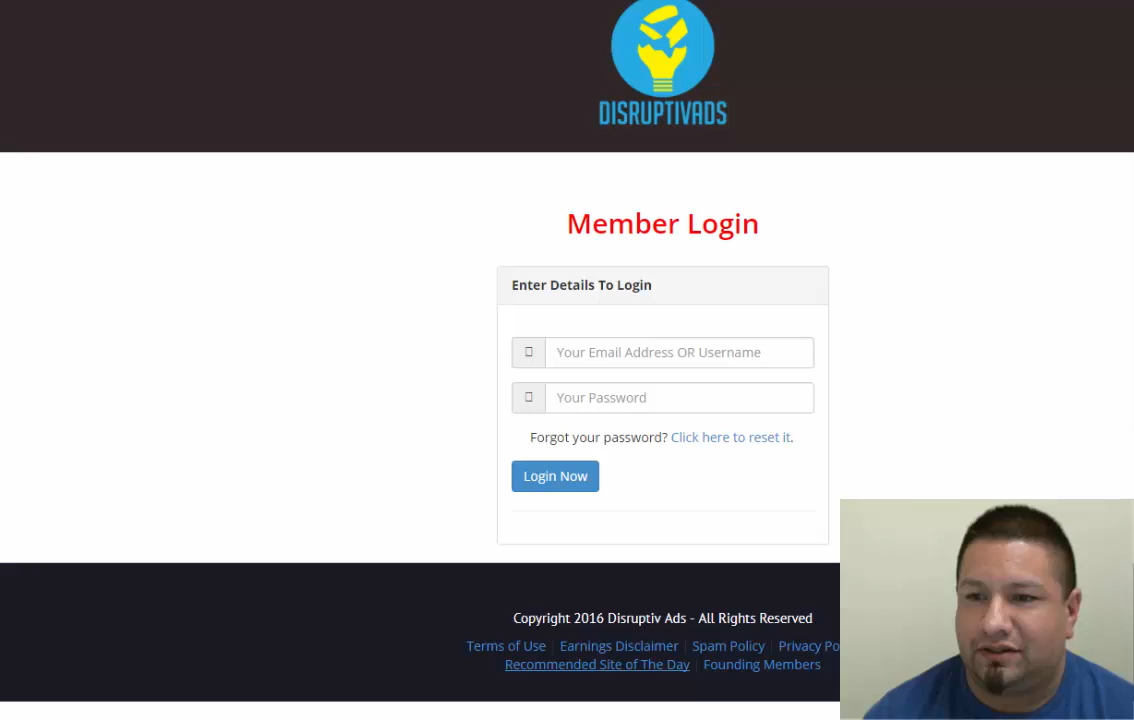 DISRUPTIVADS
Member Login
Enter Details To Login
Your Email Address OR Username
Your Password
Forgot your password? Click here to reset it.
Login Now
Copyright 2016 Disruptiv Ads - All Rights Reserved
Terms of Use | Earnings Disclaimer | Spam Policy | Privacy Po
Recommended Site of The Day | Founding Members